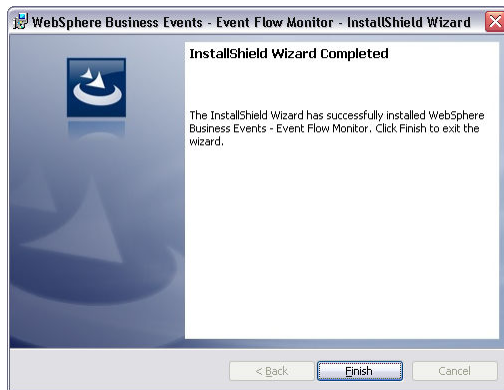 WebSphere Business Events - Event Flow Monitor - InstallShield Wizard
InstallShield Wizard Completed
The InstallShield Wizard has successfully installed WebSphere
Business Events - Event Flow Monitor. Click Finish to exit the
wizard.
< Back
Finish
Cancel